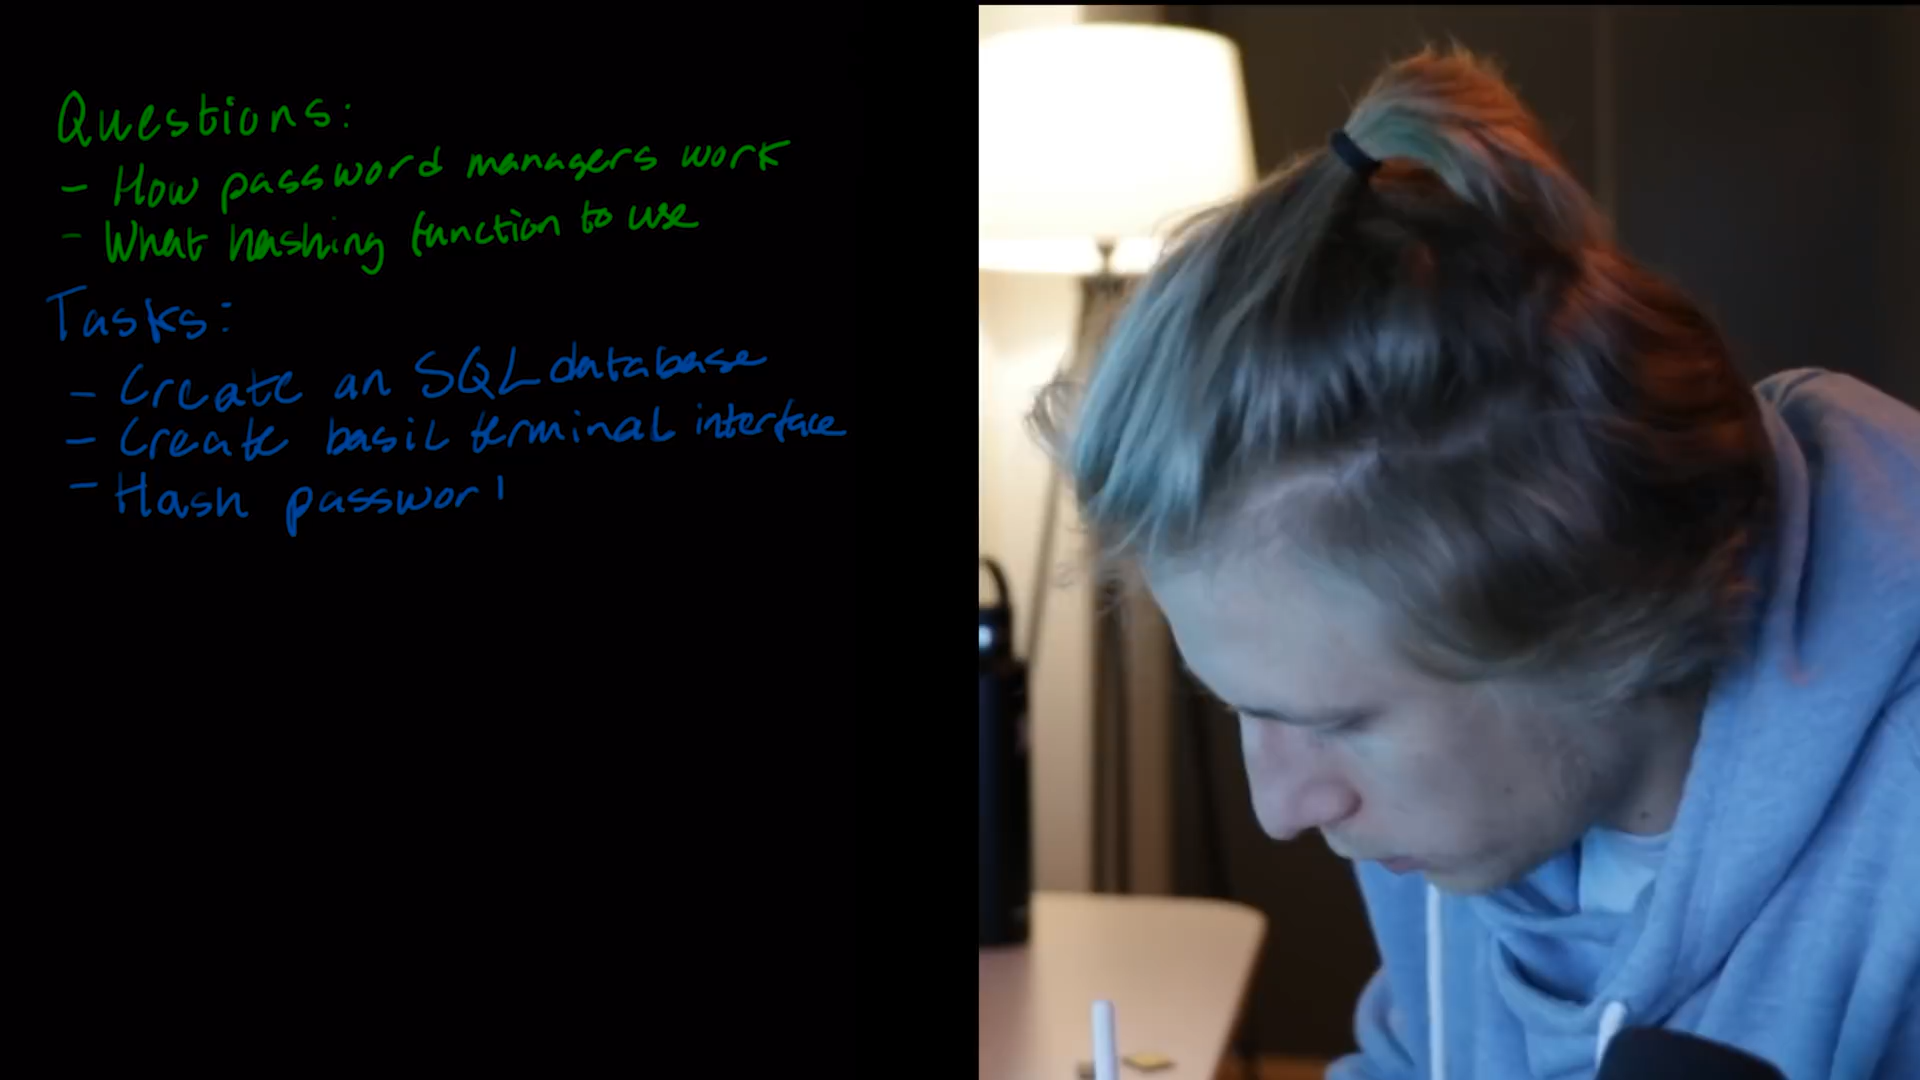 Questions:
- How password managers work
- What hashing function to use
Tasks:
- Create an SQL database
- Create basic terminal interface
- Hash passwor